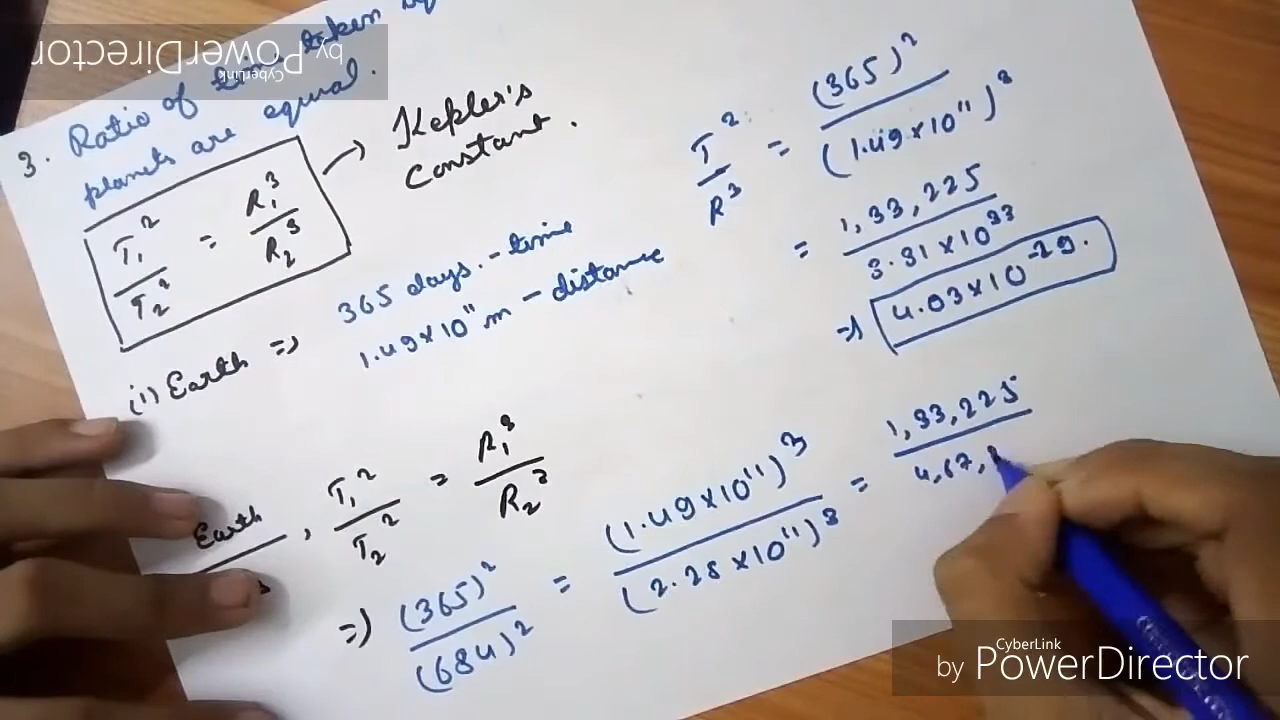 by PowerDirector
CyberLink
3. Ratio of time taken
planets are equal.
T₁² / T₂² = R₁³ / R₂³
→ Kepler's
Constant.
(i) Earth ⇒ 365 days. - time
1.49×10¹¹ m - distance
T² / R³ = (365)² / (1.49×10¹¹)³
= 1,33,225 / 3.31×10³³
⇒ 4.03×10⁻²⁹.
Earth , T₁² / T₂² = R₁³ / R₂³
⇒ (365)² / (684)² = (1.49×10¹¹)³ / (2.28×10¹¹)³ = 1,33,225 / 4,67,
CyberLink
by PowerDirector